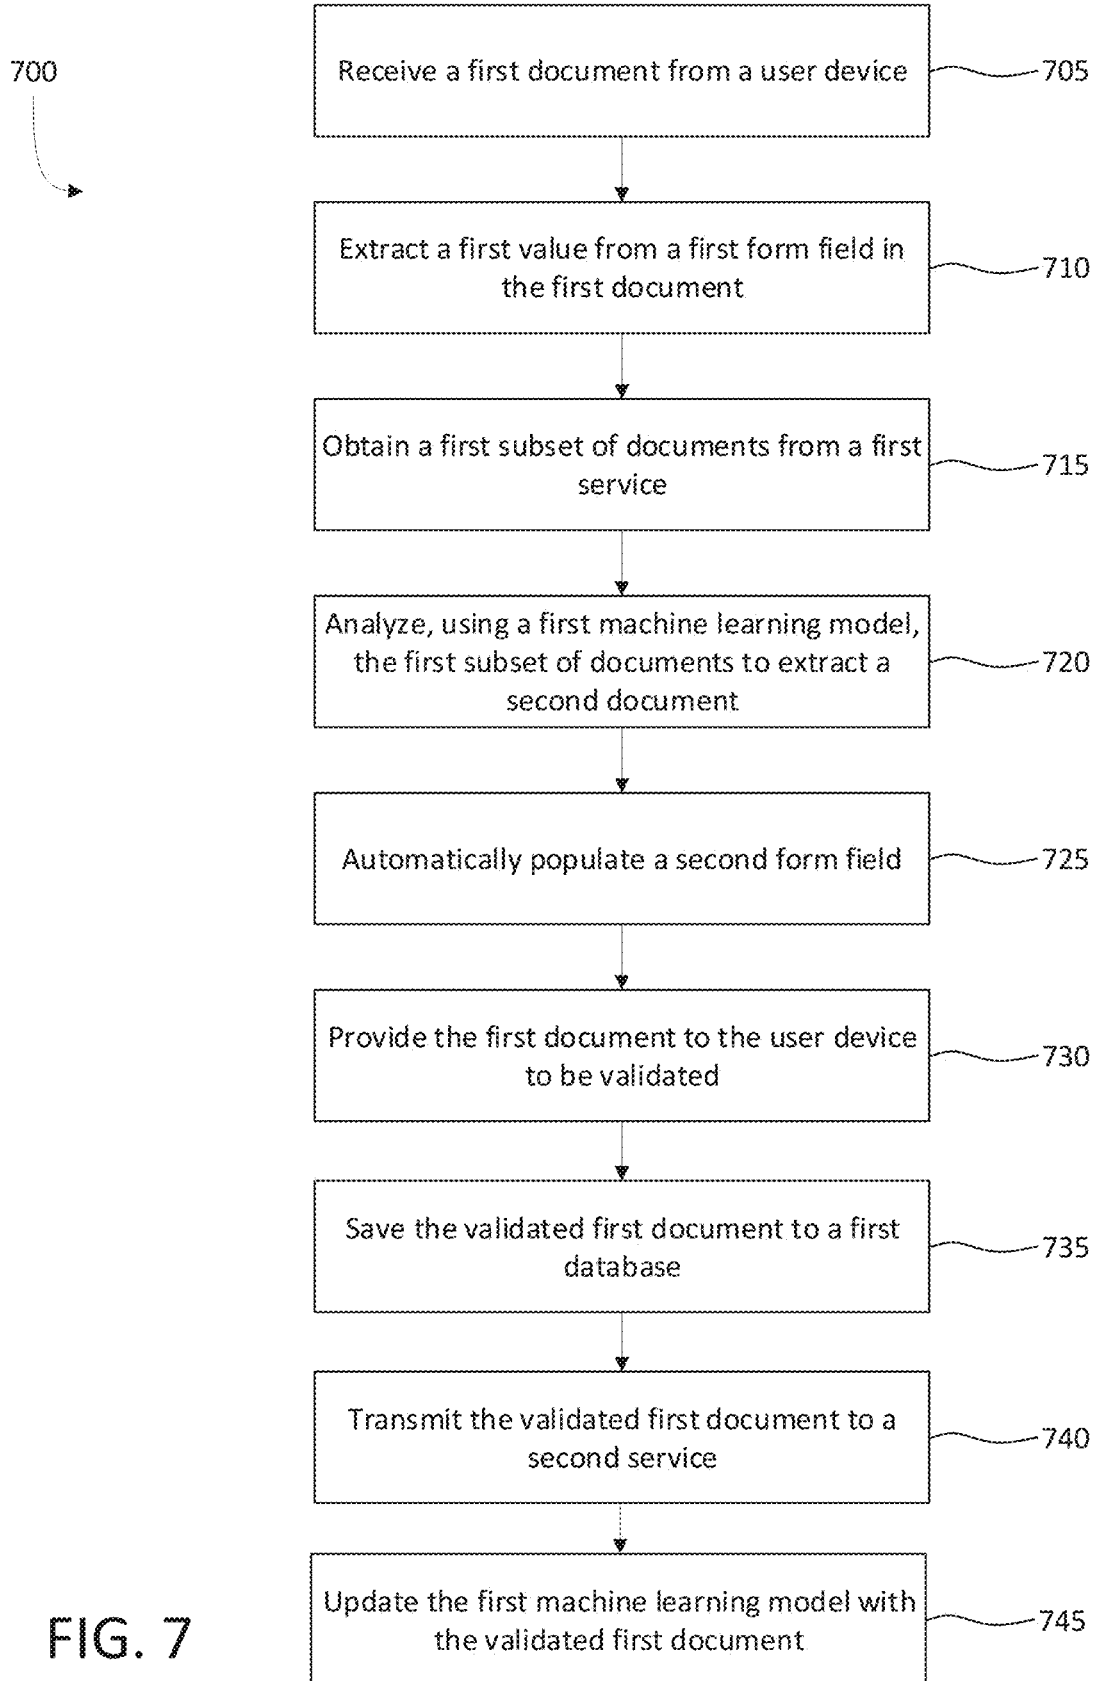 700
Receive a first document from a user device
705
Extract a first value from a first form field in
the first document
710
Obtain a first subset of documents from a first
service
715
Analyze, using a first machine learning model,
the first subset of documents to extract a
second document
720
Automatically populate a second form field
725
Provide the first document to the user device
to be validated
730
Save the validated first document to a first
database
735
Transmit the validated first document to a
second service
740
Update the first machine learning model with
the validated first document
745
FIG. 7